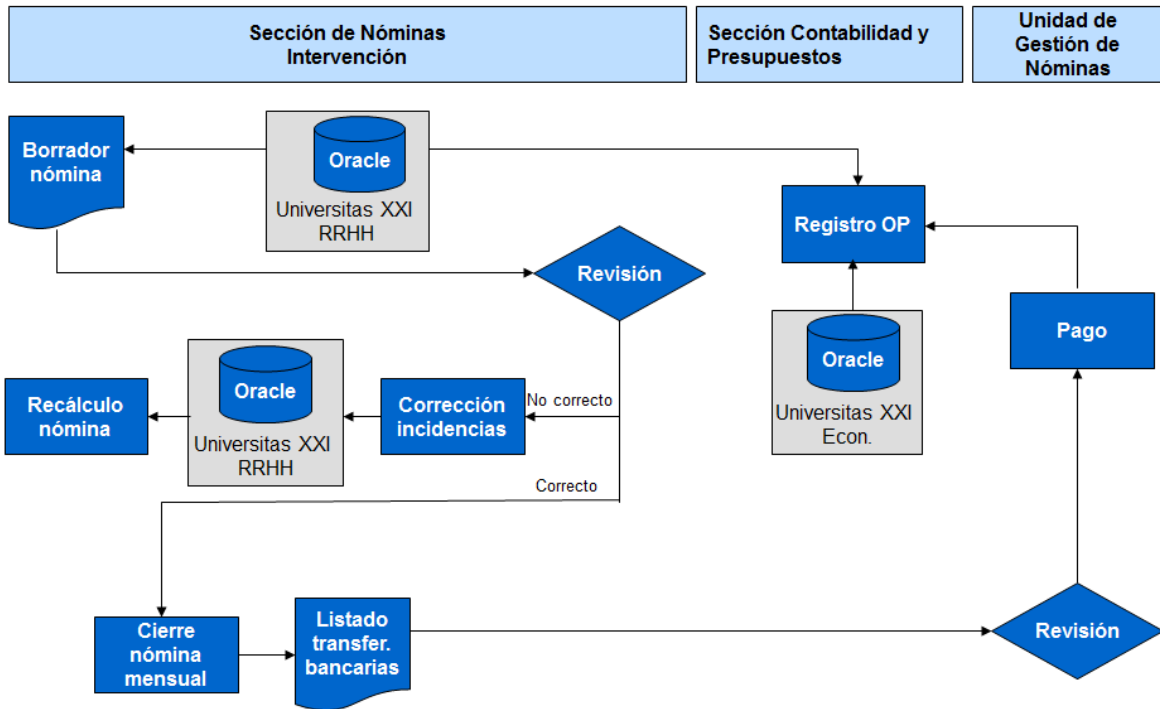 Sección de Nóminas
Intervención
Sección Contabilidad y
Presupuestos
Unidad de
Gestión de
Nóminas
Borrador
nómina
Oracle
Universitas XXI
RRHH
Registro OP
Revisión
Pago
Oracle
Universitas XXI
Econ.
Recálculo
nómina
Oracle
Universitas XXI
RRHH
Corrección
incidencias
No correcto
Correcto
Cierre
nómina
mensual
Listado
transfer.
bancarias
Revisión